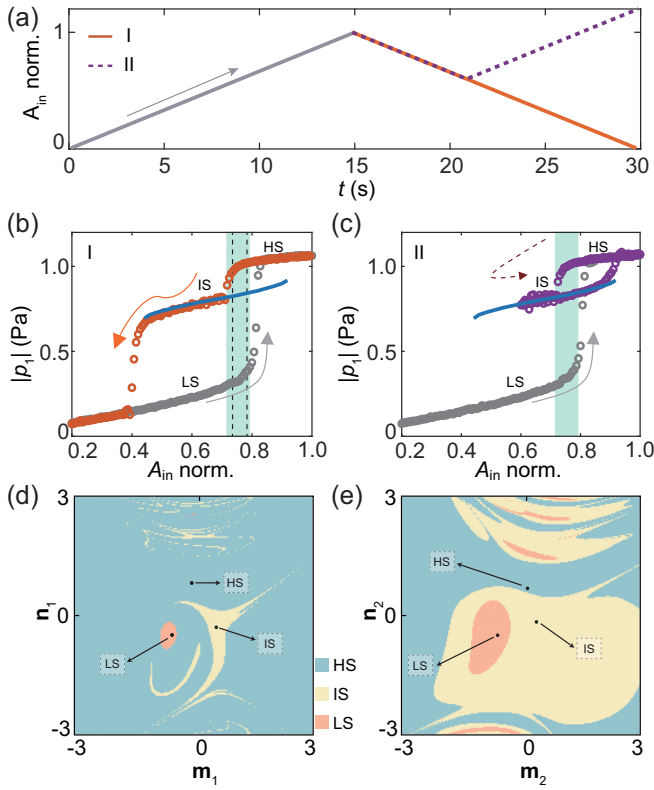 (a)
1
0
A_in norm.
I
II
0 5 10 15 20 25 30
t (s)
(b) I
HS
IS
LS
1.0
0.5
0
|p_1| (Pa)
0.2 0.4 0.6 0.8 1.0
A_in norm.
(c) II
HS
IS
LS
1.0
0.5
0
|p_1| (Pa)
0.2 0.4 0.6 0.8 1.0
A_in norm.
(d)
3
0
-3
n_1
HS
IS
LS
-3 0 3
m_1
HS
IS
LS
(e)
3
0
-3
n_2
HS
IS
LS
-3 0 3
m_2